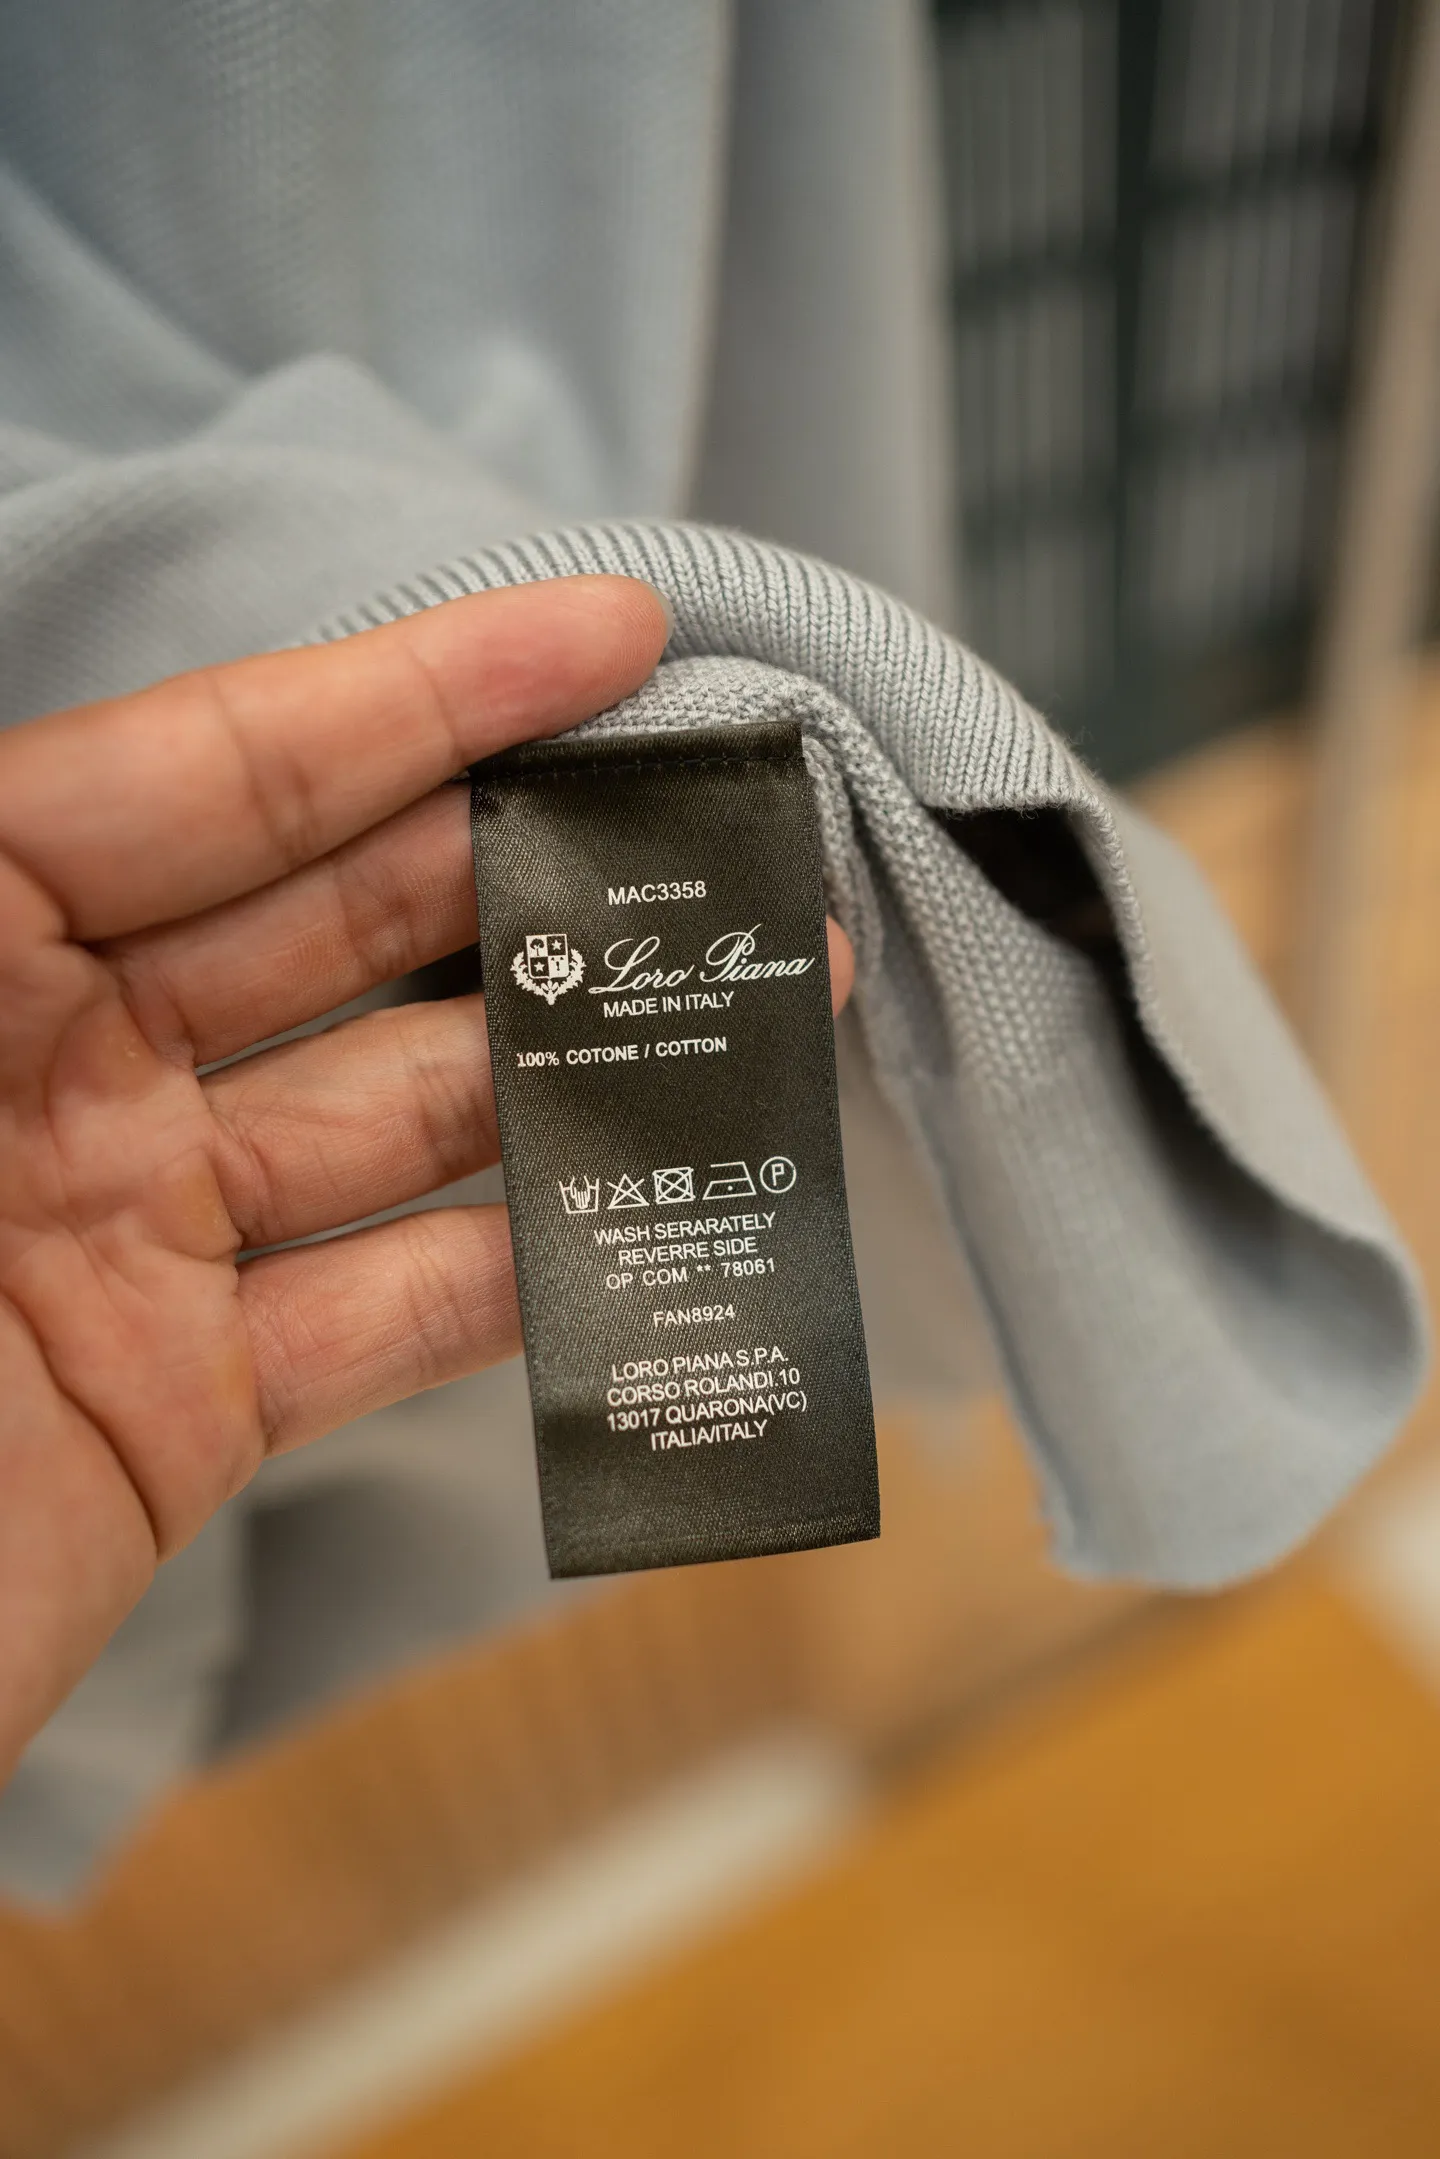 MAC3358
Loro Piana
MADE IN ITALY
100% COTONE / COTTON
P
WASH SERARATELY
REVERRE SIDE
OP COM ** 78061
FAN8924
LORO PIANA S.P.A.
CORSO ROLANDI 10
13017 QUARONA(VC)
ITALIA/ITALY